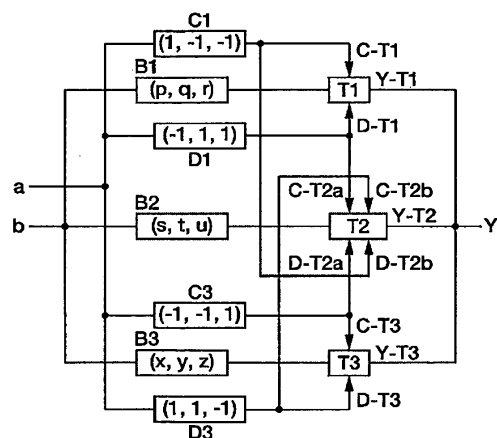 C1
(1, -1, -1)
C-T1
B1
(p, q, r)
T1
Y-T1
D-T1
(-1, 1, 1)
D1
a
C-T2a
C-T2b
B2
b
(s, t, u)
T2
Y-T2
Y
D-T2a
D-T2b
C3
(-1, -1, 1)
C-T3
B3
(x, y, z)
T3
Y-T3
D-T3
(1, 1, -1)
D3